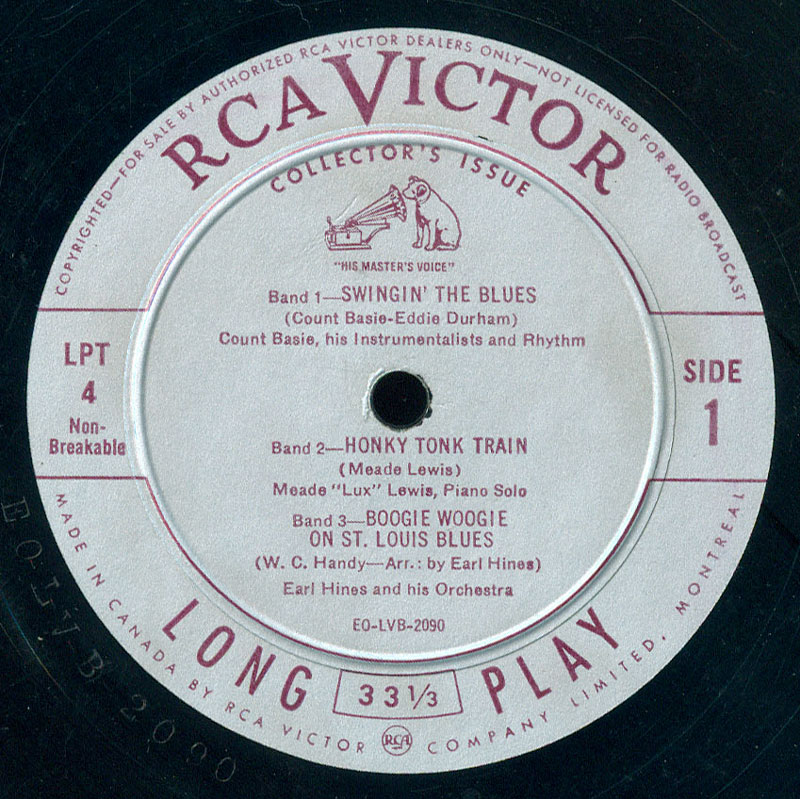 COPYRIGHTED—FOR SALE BY AUTHORIZED RCA VICTOR DEALERS ONLY—NOT LICENSED FOR RADIO BROADCAST
RCA VICTOR
COLLECTOR'S ISSUE
"HIS MASTER'S VOICE"
Band 1—SWINGIN' THE BLUES
(Count Basie-Eddie Durham)
Count Basie, his Instrumentalists and Rhythm
LPT
4
Non-
Breakable
SIDE
1
Band 2—HONKY TONK TRAIN
(Meade Lewis)
Meade "Lux" Lewis, Piano Solo
Band 3—BOOGIE WOOGIE
ON ST. LOUIS BLUES
(W. C. Handy—Arr.: by Earl Hines)
Earl Hines and his Orchestra
EO-LVB-2090
LONG 33 1/3 PLAY
MADE IN CANADA BY RCA VICTOR RCA COMPANY LIMITED, MONTREAL
EO-LVB-2090